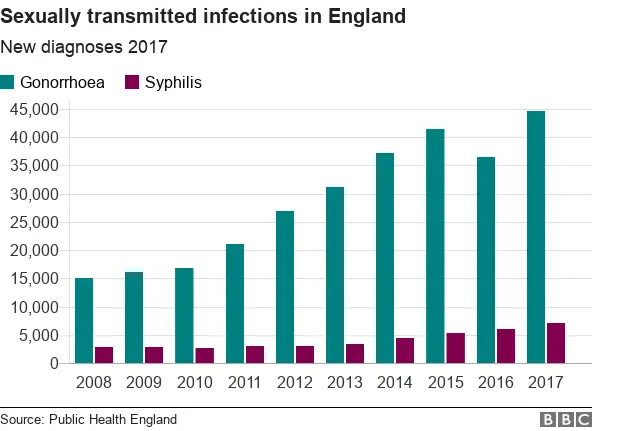 Sexually transmitted infections in England
New diagnoses 2017
Gonorrhoea Syphilis
45,000
40,000
35,000
30,000
25,000
20,000
15,000
10,000
5,000
0
2008 2009 2010 2011 2012 2013 2014 2015 2016 2017
Source: Public Health England BBC